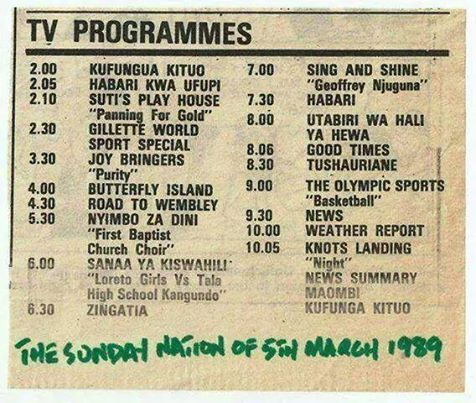 TV PROGRAMMES
2.00 KUFUNGUA KITUO
2.05 HABARI KWA UFUPI
2.10 SUTI'S PLAY HOUSE
"Panning For Gold"
2.30 GILLETTE WORLD
SPORT SPECIAL
3.30 JOY BRINGERS
"Purity"
4.00 BUTTERFLY ISLAND
4.30 ROAD TO WEMBLEY
5.30 NYIMBO ZA DINI
"First Baptist
Church Choir"
6.00 SANAA YA KISWAHILI
"Loreto Girls Vs Tala
High School Kangundo"
6.30 ZINGATIA
7.00 SING AND SHINE
"Geoffrey Njuguna"
7.30 HABARI
8.00 UTABIRI WA HALI
YA HEWA
8.06 GOOD TIMES
8.30 TUSHAURIANE
9.00 THE OLYMPIC SPORTS
"Basketball"
9.30 NEWS
10.00 WEATHER REPORT
10.05 KNOTS LANDING
"Night"
NEWS SUMMARY
MAOMBI
KUFUNGA KITUO
THE SUNDAY NATION OF 5TH MARCH 1989